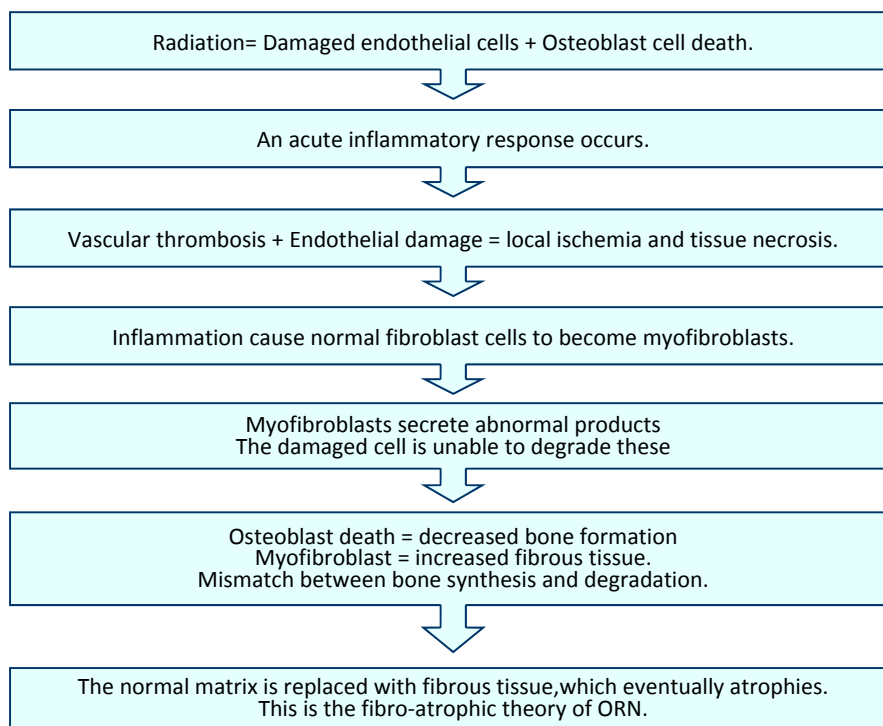 Radiation= Damaged endothelial cells + Osteoblast cell death.
An acute inflammatory response occurs.
Vascular thrombosis + Endothelial damage = local ischemia and tissue necrosis.
Inflammation cause normal fibroblast cells to become myofibroblasts.
Myofibroblasts secrete abnormal products
The damaged cell is unable to degrade these
Osteoblast death = decreased bone formation
Myofibroblast = increased fibrous tissue.
Mismatch between bone synthesis and degradation.
The normal matrix is replaced with fibrous tissue,which eventually atrophies.
This is the fibro-atrophic theory of ORN.